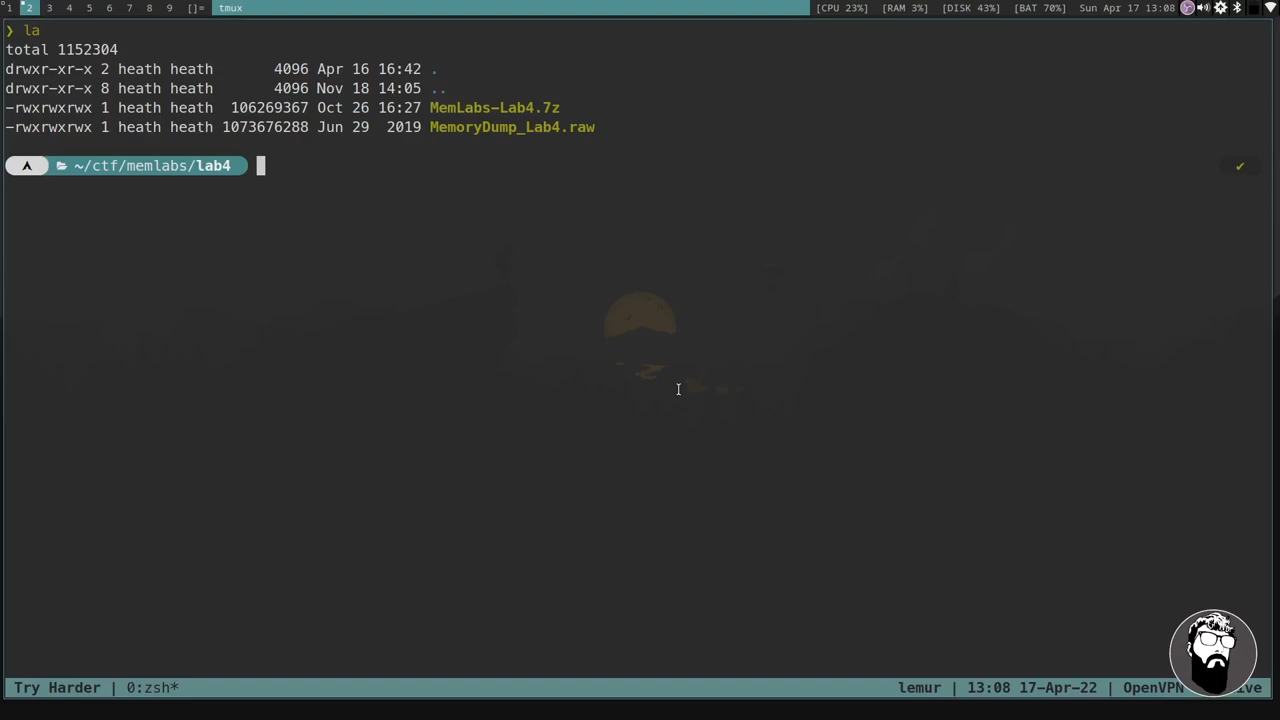 1 2 3 4 5 6 7 8 9 []= tmux [CPU 23%] [RAM 3%] [DISK 43%] [BAT 70%] Sun Apr 17 13:08
❯ la
total 1152304
drwxr-xr-x 2 heath heath 4096 Apr 16 16:42 .
drwxr-xr-x 8 heath heath 4096 Nov 18 14:05 ..
-rwxrwxrwx 1 heath heath 106269367 Oct 26 16:27 MemLabs-Lab4.7z
-rwxrwxrwx 1 heath heath 1073676288 Jun 29 2019 MemoryDump_Lab4.raw
~/ctf/memlabs/lab4 ✔
Try Harder | 0:zsh* lemur | 13:08 17-Apr-22 | OpenVPN